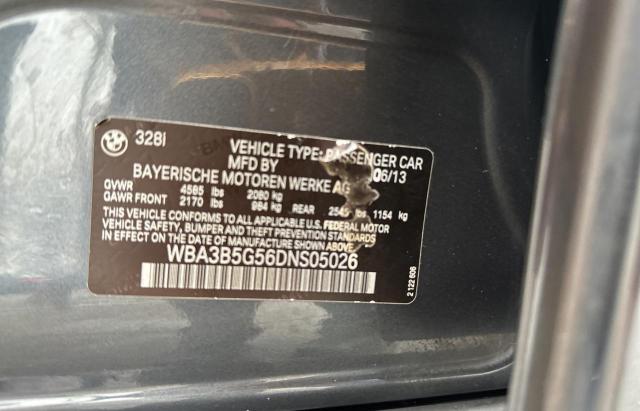 BMW
328i
VEHICLE TYPE: PASSENGER CAR
MFD BY 06/13
BAYERISCHE MOTOREN WERKE AG
GVWR 4585 lbs 2080 kg
GAWR FRONT 2170 lbs 984 kg REAR 2545 lbs 1154 kg
THIS VEHICLE CONFORMS TO ALL APPLICABLE U.S. FEDERAL MOTOR
VEHICLE SAFETY, BUMPER AND THEFT PREVENTION STANDARDS
IN EFFECT ON THE DATE OF MANUFACTURE SHOWN ABOVE.
WBA3B5G56DNS05026
2 122 606